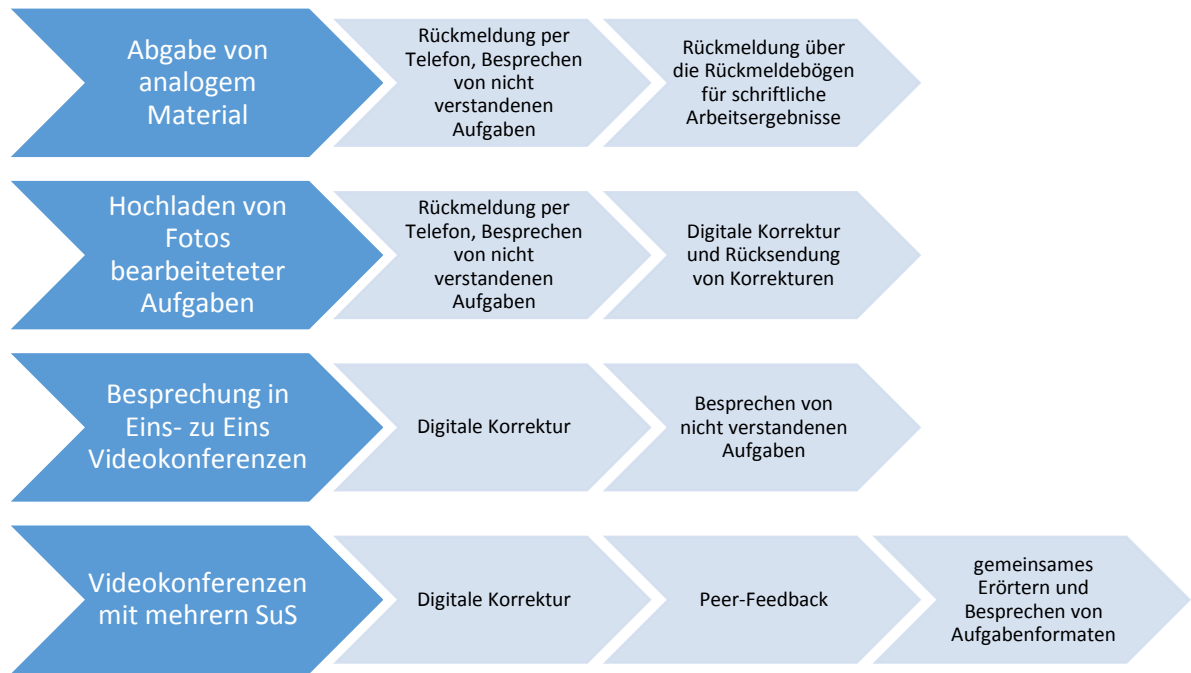 Abgabe von
analogem
Material
Rückmeldung per
Telefon, Besprechen
von nicht
verstandenen
Aufgaben
Rückmeldung über
die Rückmeldebögen
für schriftliche
Arbeitsergebnisse
Hochladen von
Fotos
bearbeiteteter
Aufgaben
Rückmeldung per
Telefon, Besprechen
von nicht
verstandenen
Aufgaben
Digitale Korrektur
und Rücksendung
von Korrekturen
Besprechung in
Eins- zu Eins
Videokonferenzen
Digitale Korrektur
Besprechen von
nicht verstandenen
Aufgaben
Videokonferenzen
mit mehrern SuS
Digitale Korrektur
Peer-Feedback
gemeinsames
Erörtern und
Besprechen von
Aufgabenformaten